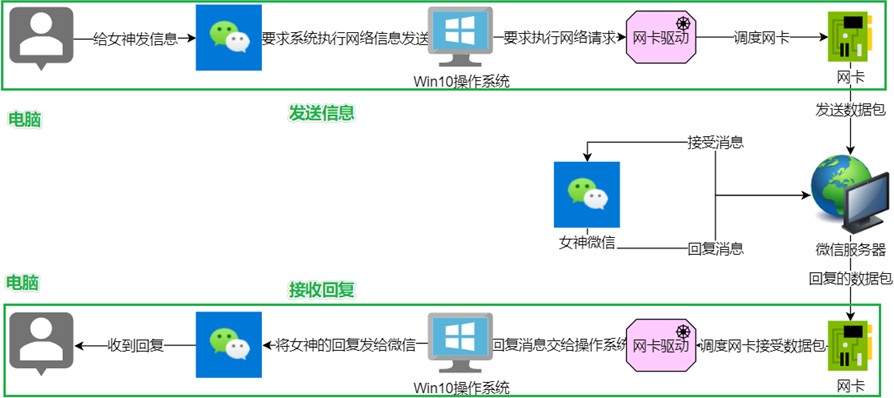 给女神发信息
要求系统执行网络信息发送
要求执行网络请求
网卡驱动
调度网卡
Win10操作系统
网卡
电脑
发送信息
发送数据包
接受消息
女神微信
回复消息
微信服务器
回复的数据包
电脑
接收回复
收到回复
将女神的回复发给微信
回复消息交给操作系统
网卡驱动
调度网卡接受数据包
Win10操作系统
网卡